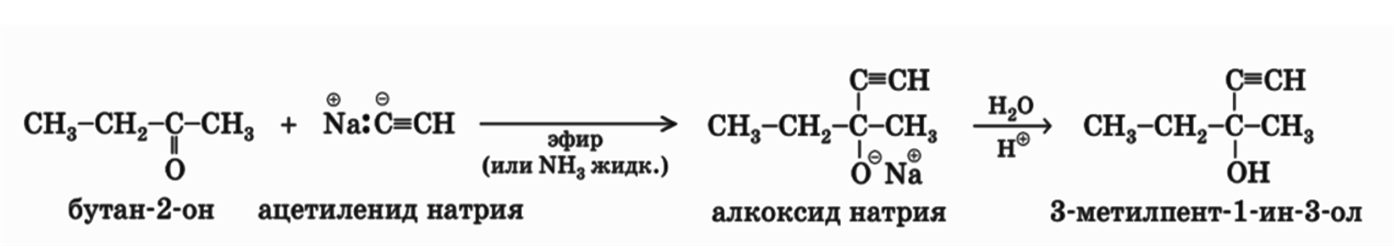 C≡CH
C≡CH
⊕ ⊖
H₂O
CH₃–CH₂–C–CH₃ + Na:C≡CH
CH₃–CH₂–C–CH₃
CH₃–CH₂–C–CH₃
эфир
H⊕
(или NH₃ жидк.)
O
O⊖ Na⊕
OH
бутан-2-он
ацетиленид натрия
алкоксид натрия
3-метилпент-1-ин-3-ол